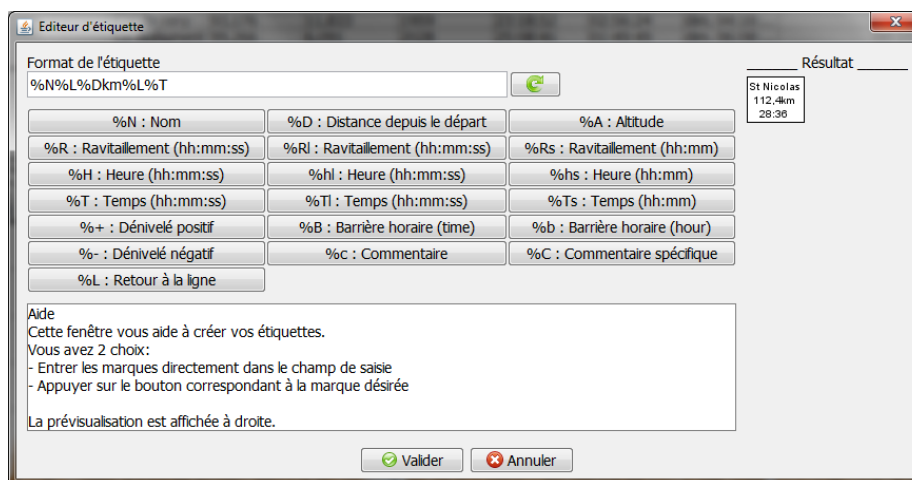 Editeur d'étiquette
Format de l'étiquette
%N%L%Dkm%L%T
_____ Résultat _____
St Nicolas
112,4km
28:36
%N : Nom
%D : Distance depuis le départ
%A : Altitude
%R : Ravitaillement (hh:mm:ss)
%Rl : Ravitaillement (hh:mm:ss)
%Rs : Ravitaillement (hh:mm)
%H : Heure (hh:mm:ss)
%hl : Heure (hh:mm:ss)
%hs : Heure (hh:mm)
%T : Temps (hh:mm:ss)
%Tl : Temps (hh:mm:ss)
%Ts : Temps (hh:mm)
%+ : Dénivelé positif
%B : Barrière horaire (time)
%b : Barrière horaire (hour)
%- : Dénivelé négatif
%c : Commentaire
%C : Commentaire spécifique
%L : Retour à la ligne
Aide
Cette fenêtre vous aide à créer vos étiquettes.
Vous avez 2 choix:
- Entrer les marques directement dans le champ de saisie
- Appuyer sur le bouton correspondant à la marque désirée
La prévisualisation est affichée à droite.
Valider
Annuler